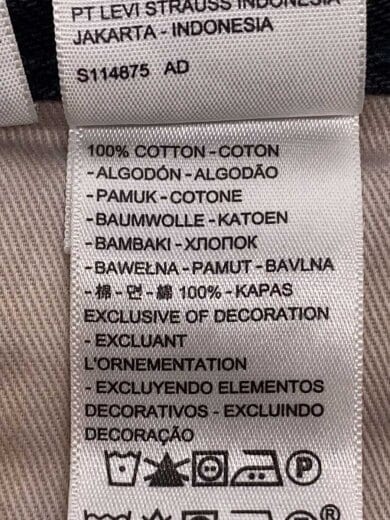 PT LEVI STRAUSS INDONESIA
JAKARTA - INDONESIA
S114875 AD
100% COTTON - COTON
- ALGODÓN - ALGODÃO
- PAMUK - COTONE
- BAUMWOLLE - KATOEN
- BAMBAKI - ХЛОПОК
- BAWEŁNA - PAMUT - BAVLNA
- 棉 - 면 - 綿 100% - KAPAS
EXCLUSIVE OF DECORATION
- EXCLUANT
L'ORNEMENTATION
- EXCLUYENDO ELEMENTOS
DECORATIVOS - EXCLUINDO
DECORAÇÃO
P